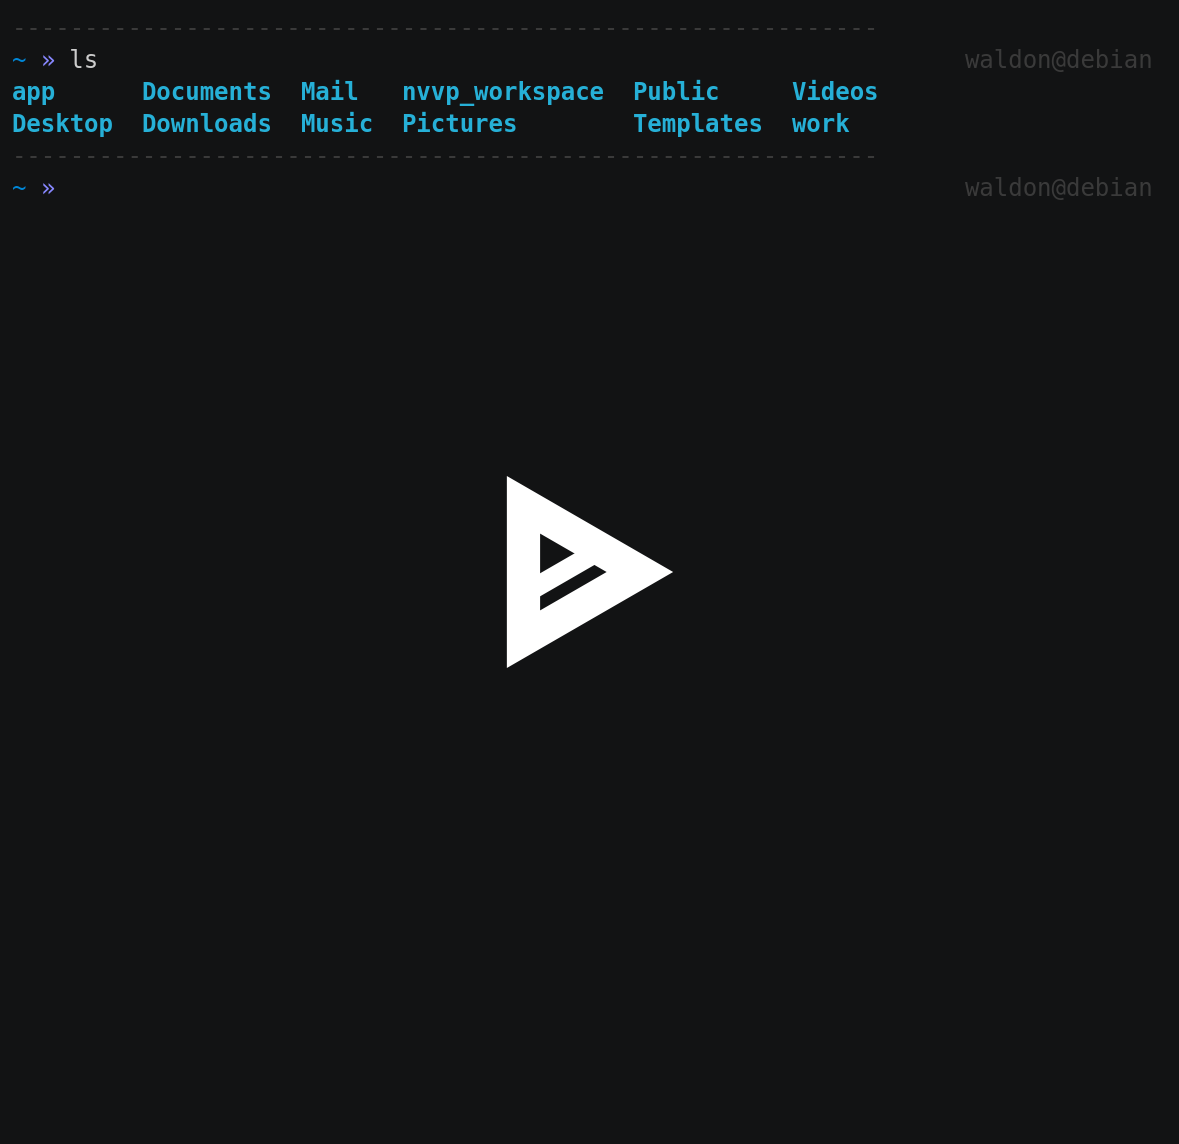 ------------------------------------------------------------
~ » ls waldon@debian
app Documents Mail nvvp_workspace Public Videos
Desktop Downloads Music Pictures Templates work
------------------------------------------------------------
~ » waldon@debian